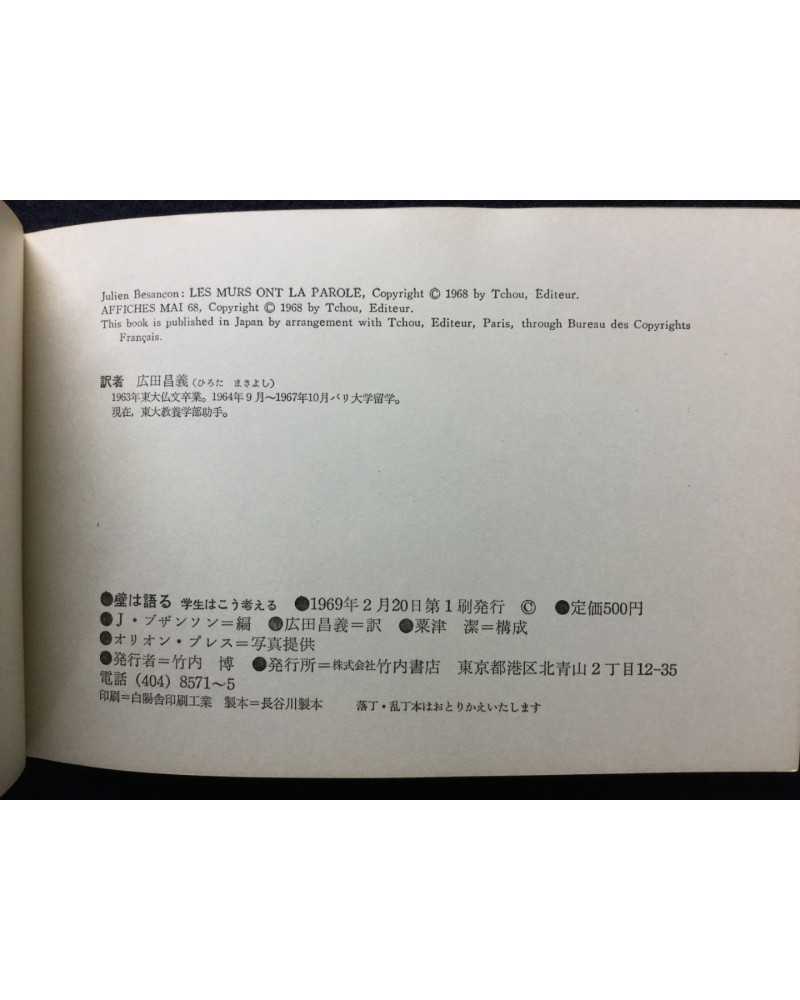 Julien Besancon: LES MURS ONT LA PAROLE, Copyright © 1968 by Tchou, Editeur.
AFFICHES MAI 68, Copyright © 1968 by Tchou, Editeur.
This book is published in Japan by arrangement with Tchou, Editeur, Paris, through Bureau des Copyrights
Français.
訳者 広田昌義(ひろた まさよし)
1963年東大仏文卒業。1964年9月〜1967年10月パリ大学留学。
現在，東大教養学部助手。
●壁は語る 学生はこう考える ●1969年2月20日第1刷発行 © ●定価500円
●J・ブザンソン＝編 ●広田昌義＝訳 ●粟津 潔＝構成
●オリオン・プレス＝写真提供
●発行者＝竹内 博 ●発行所＝株式会社竹内書店 東京都港区北青山2丁目12-35
電話 (404) 8571〜5
印刷＝白陽舎印刷工業 製本＝長谷川製本 落丁・乱丁本はおとりかえいたします